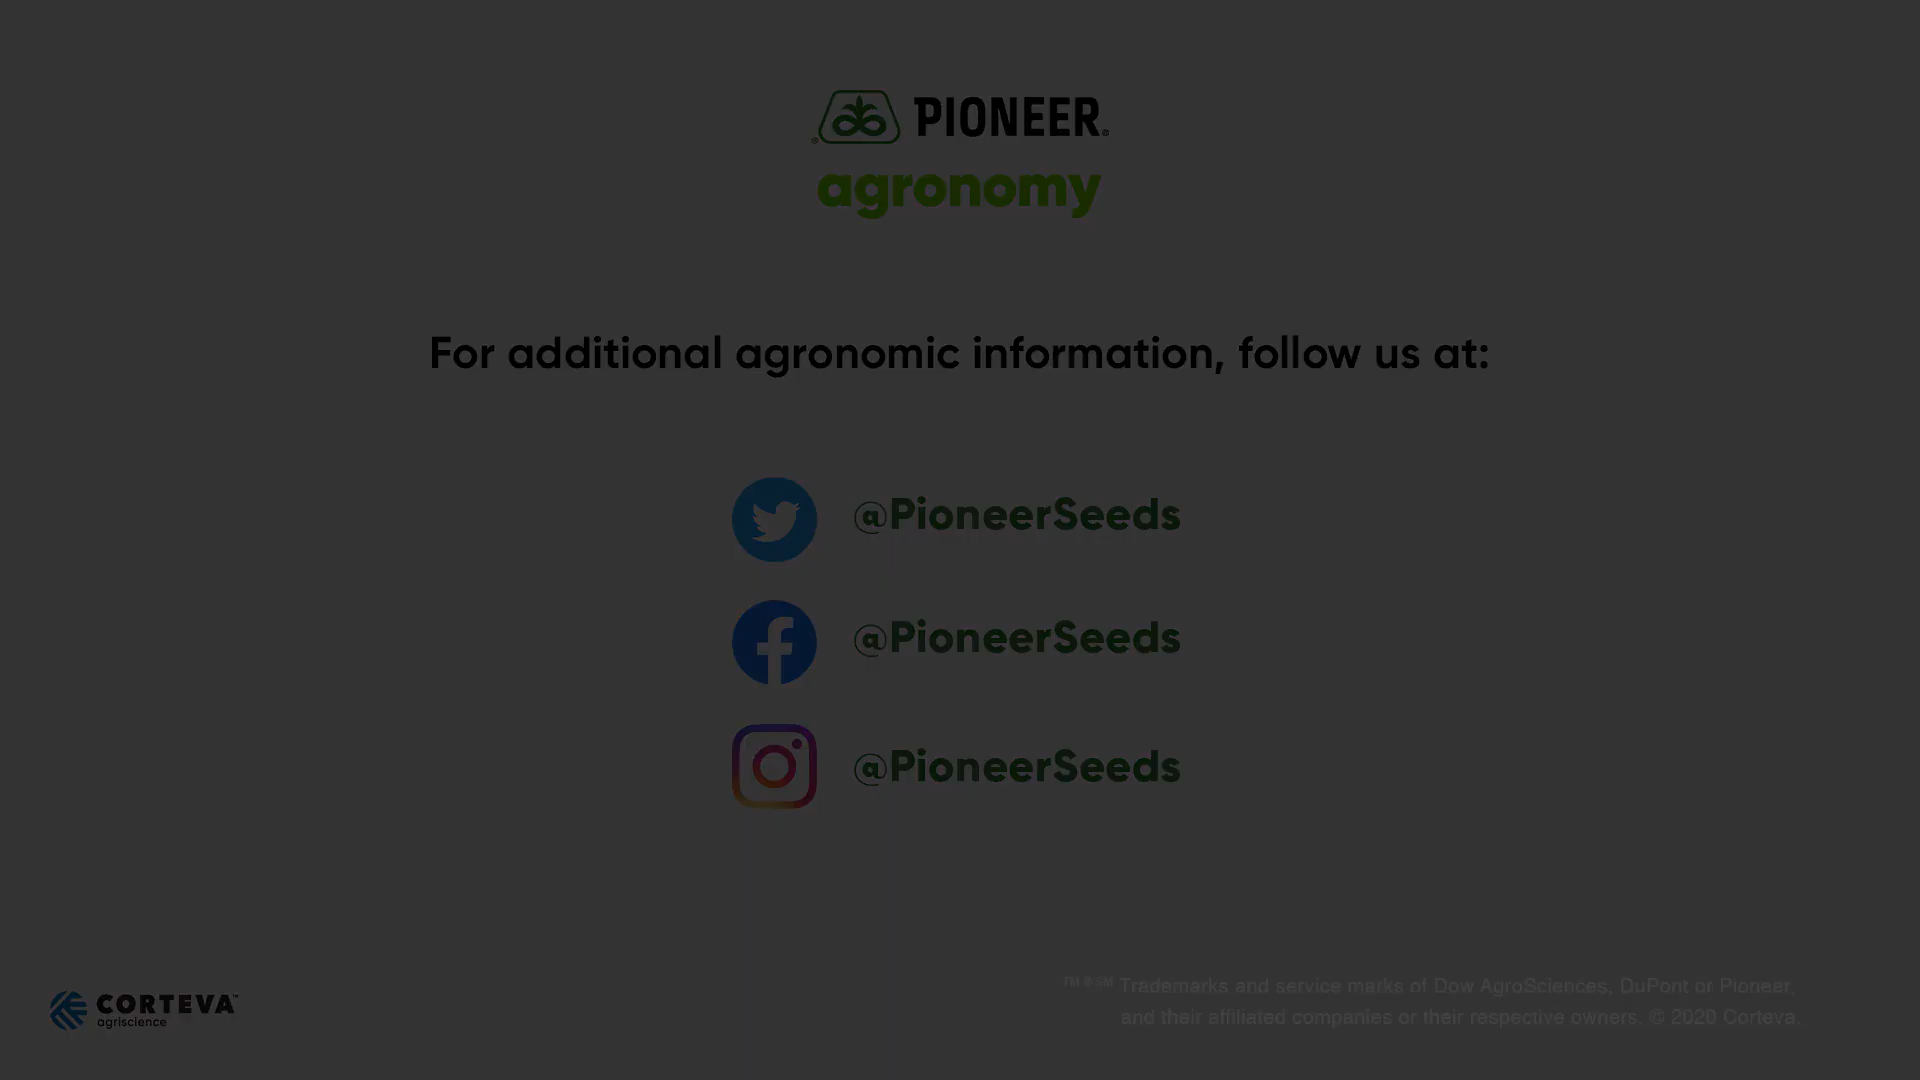 PIONEER®
agronomy
For additional agronomic information, follow us at:
@PioneerSeeds
@PioneerSeeds
@PioneerSeeds
CORTEVA™
agriscience
™ ® ℠ Trademarks and service marks of Dow AgroSciences, DuPont or Pioneer,
and their affiliated companies or their respective owners. © 2020 Corteva.